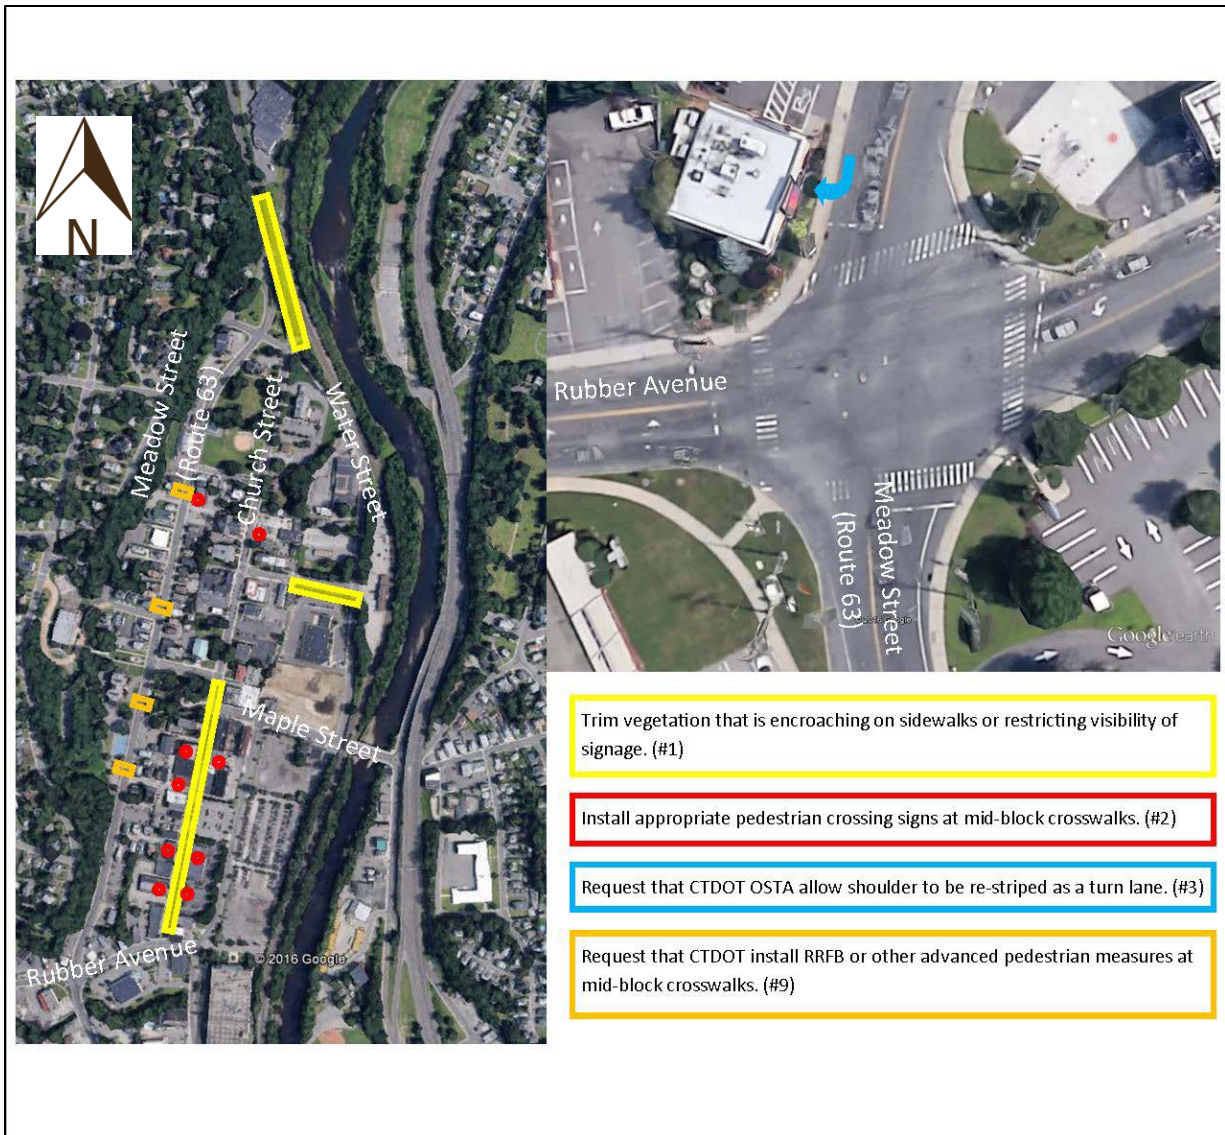 N
Meadow Street
(Route 63)
Church Street
Water Street
Maple Street
Rubber Avenue
© 2016 Google
Rubber Avenue
Meadow Street
(Route 63)
© 2016 Google
Google earth
Trim vegetation that is encroaching on sidewalks or restricting visibility of
signage. (#1)
Install appropriate pedestrian crossing signs at mid-block crosswalks. (#2)
Request that CTDOT OSTA allow shoulder to be re-striped as a turn lane. (#3)
Request that CTDOT install RRFB or other advanced pedestrian measures at
mid-block crosswalks. (#9)